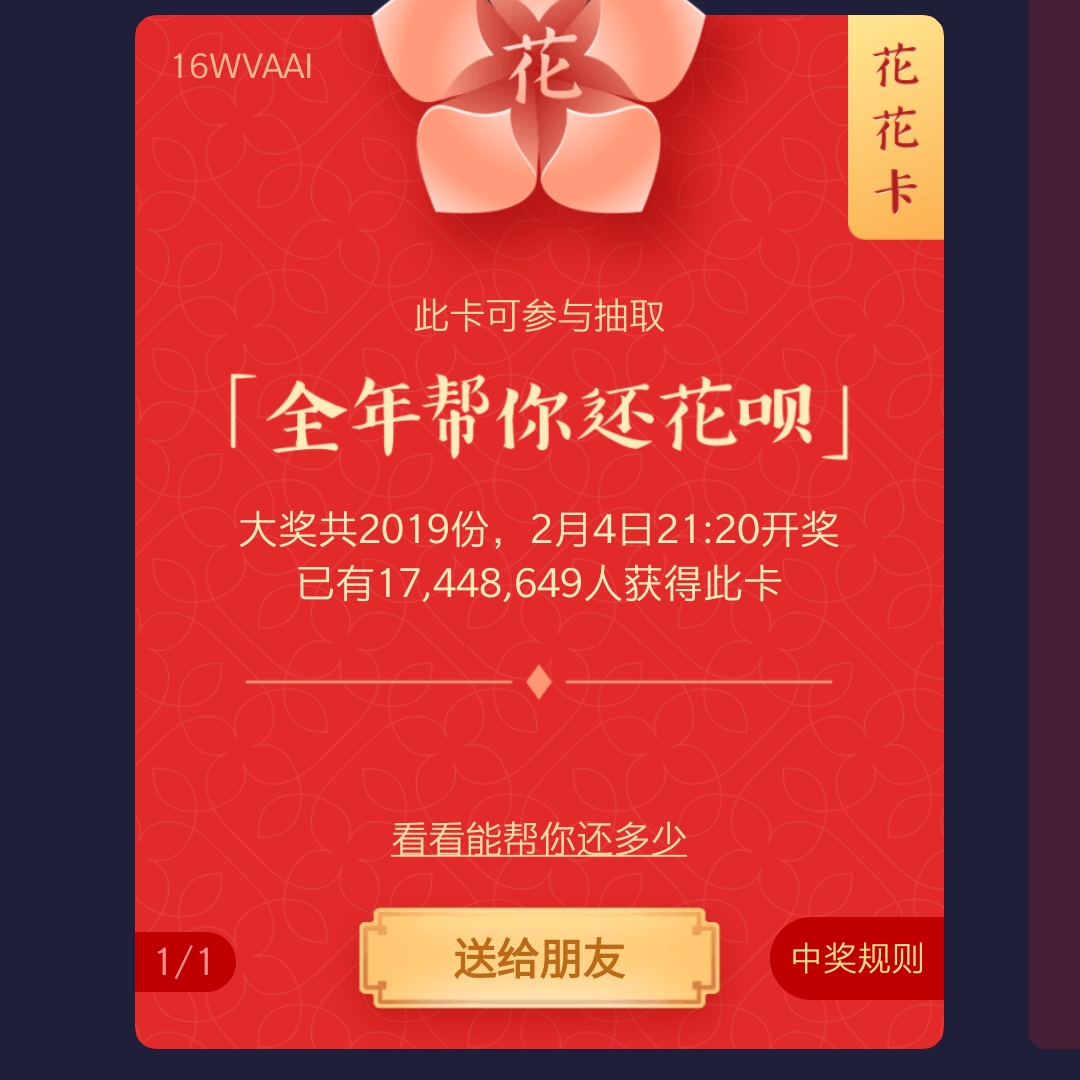 16WVAAI
花
花花卡
此卡可参与抽取
「全年帮你还花呗」
大奖共2019份，2月4日21:20开奖
已有17,448,649人获得此卡
看看能帮你还多少
1/1
送给朋友
中奖规则